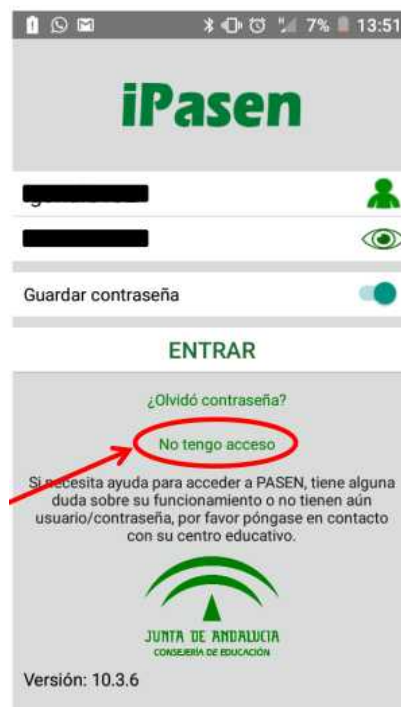 7% 13:51
iPasen
Guardar contraseña
ENTRAR
¿Olvidó contraseña?
No tengo acceso
Si necesita ayuda para acceder a PASEN, tiene alguna
duda sobre su funcionamiento o no tienen aún
usuario/contraseña, por favor póngase en contacto
con su centro educativo.
JUNTA DE ANDALUCIA
CONSEJERÍA DE EDUCACIÓN
Versión: 10.3.6